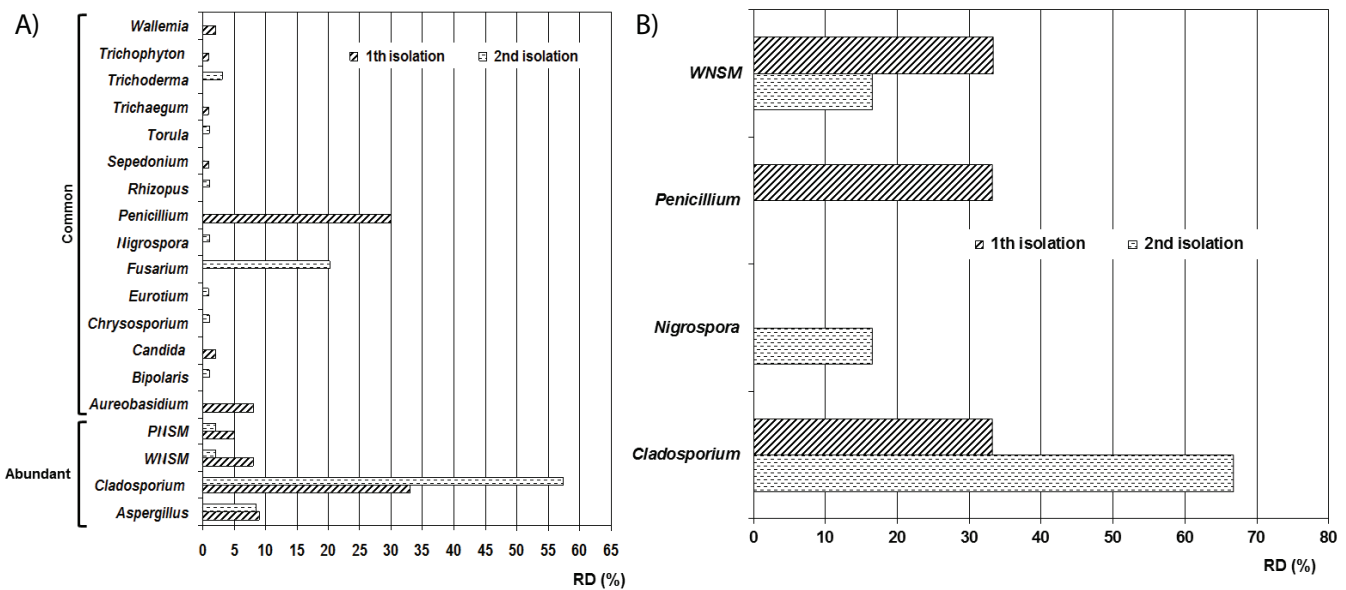 A)
Common
Abundant
Wallemia
Trichophyton
Trichoderma
Trichaegum
Torula
Sepedonium
Rhizopus
Penicillium
Nigrospora
Fusarium
Eurotium
Chrysosporium
Candida
Bipolaris
Aureobasidium
PNSM
WNSM
Cladosporium
Aspergillus
1th isolation 2nd isolation
0 5 10 15 20 25 30 35 40 45 50 55 60 65
RD (%)
B)
WNSM
Penicillium
Nigrospora
Cladosporium
1th isolation 2nd isolation
0 10 20 30 40 50 60 70 80
RD (%)